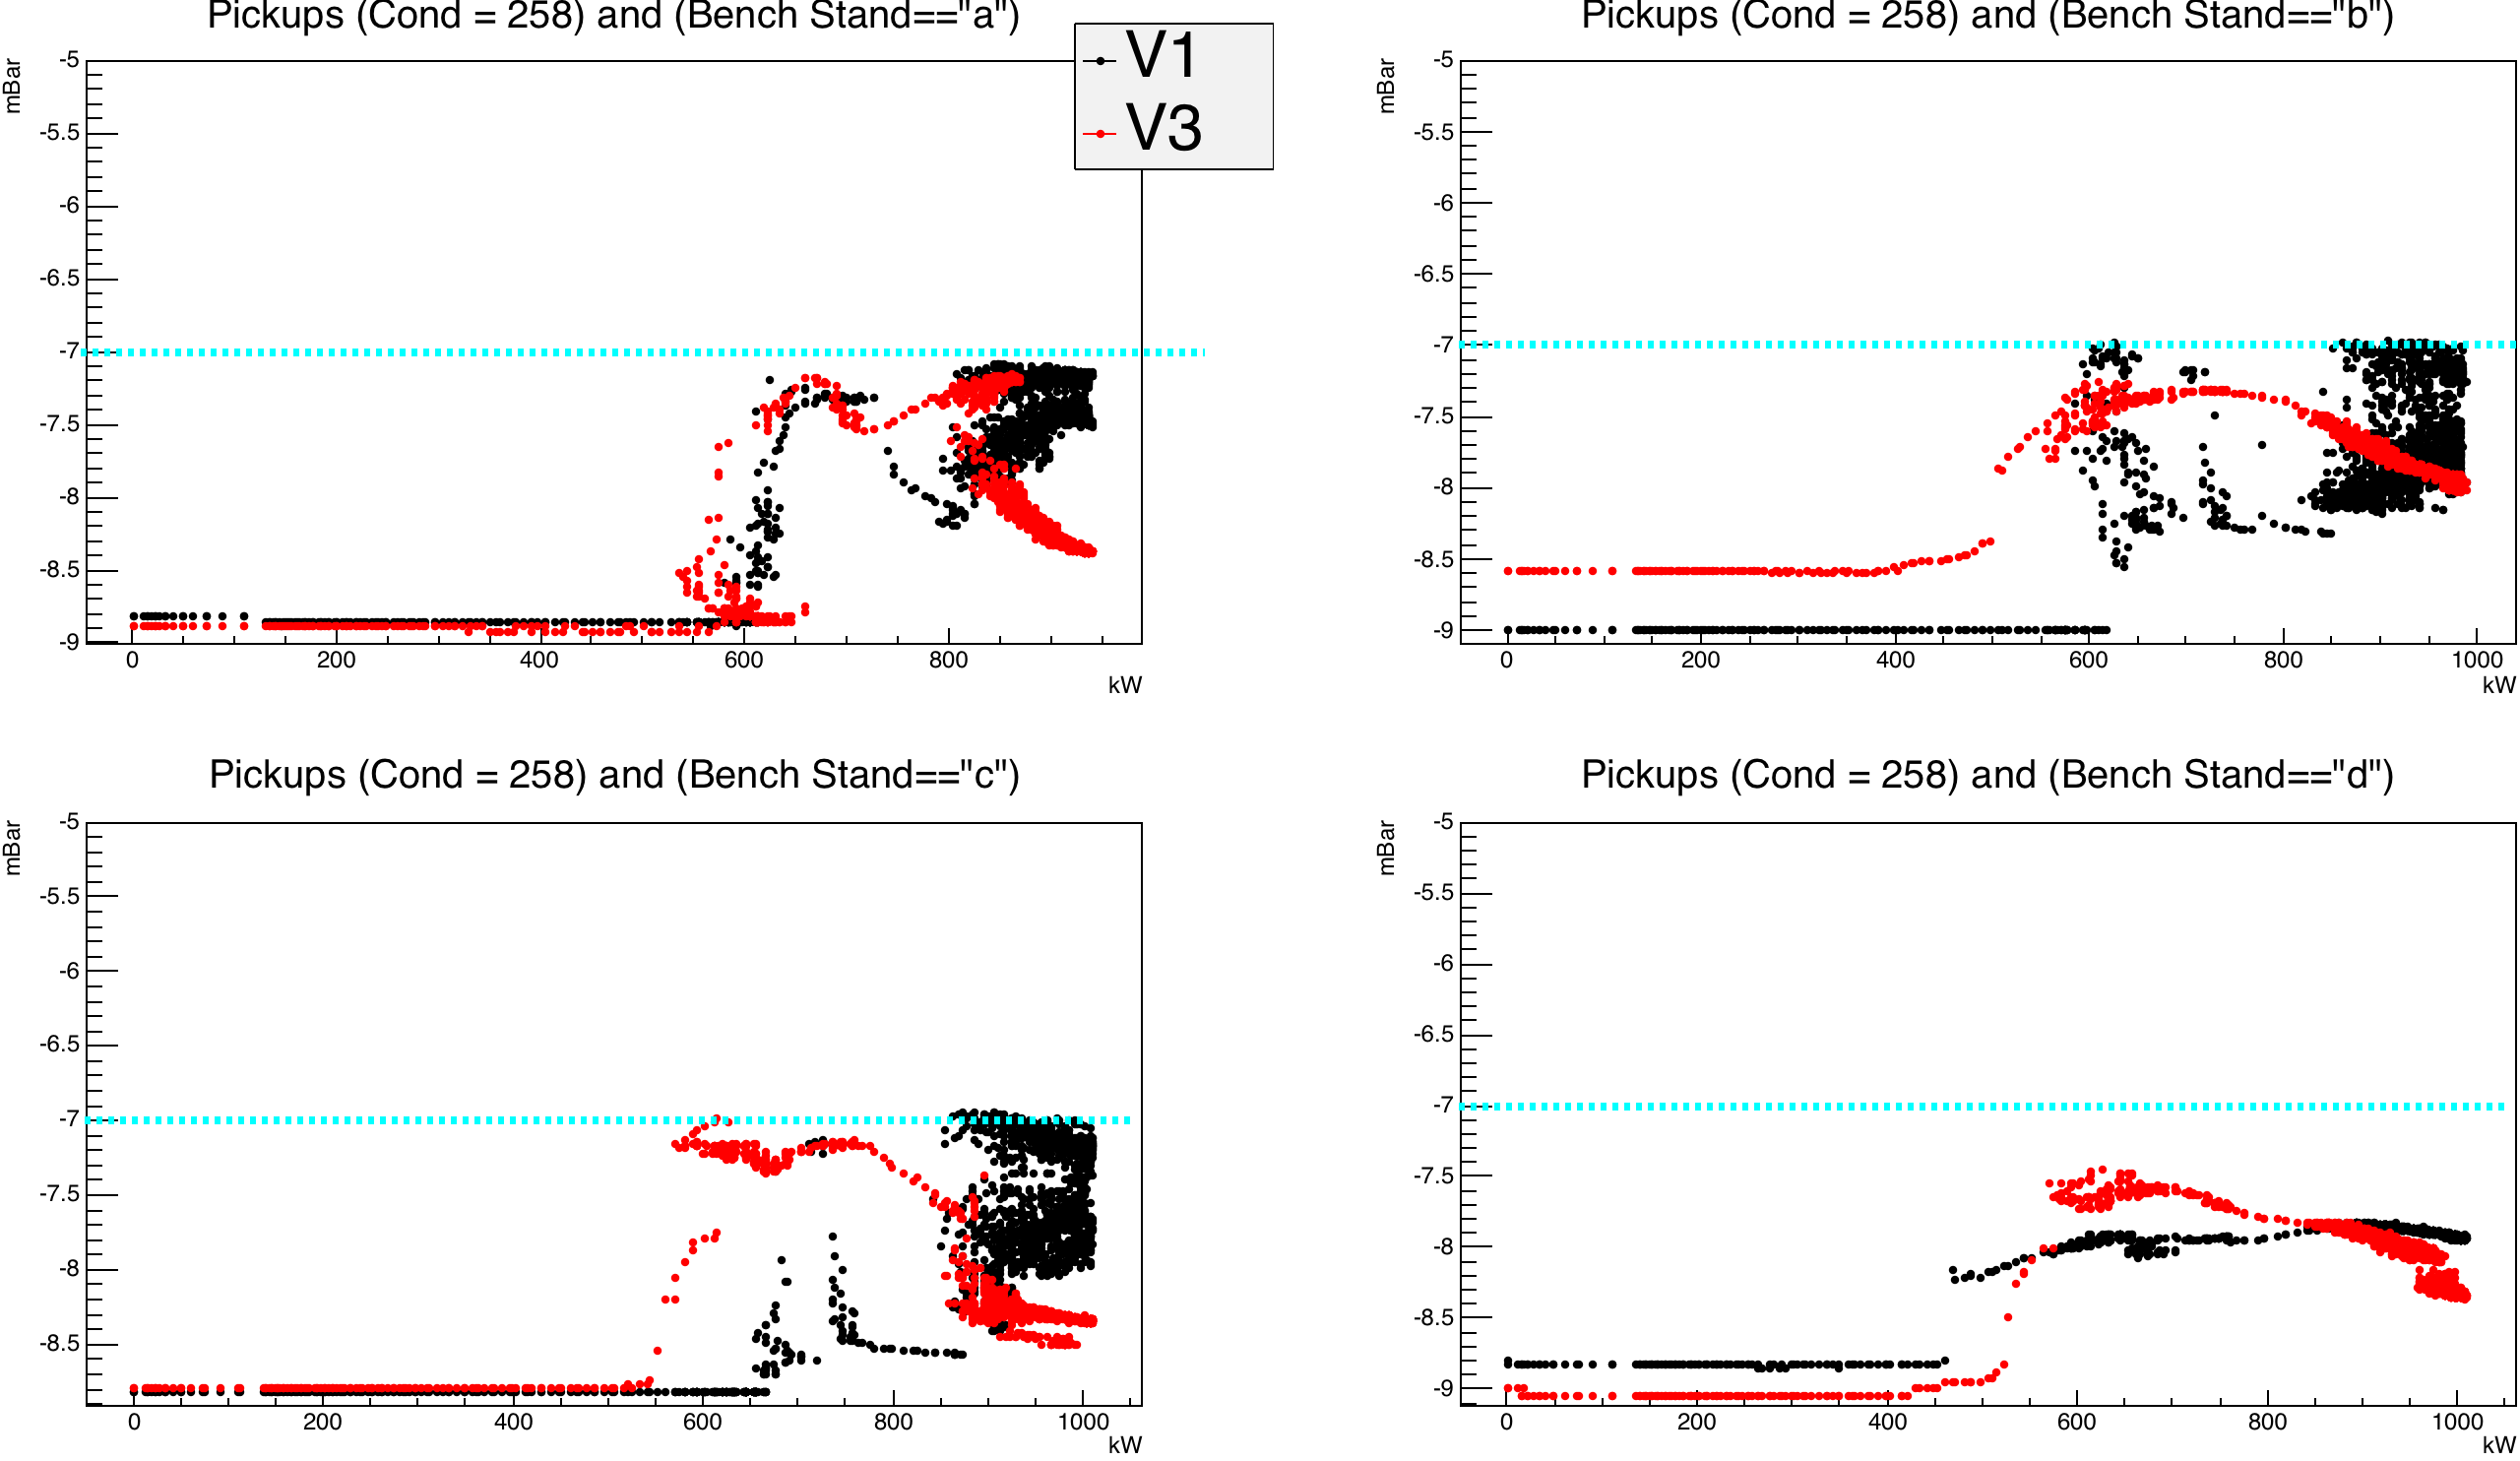 Pickups (Cond = 258) and (Bench Stand=="a")
mBar
-5
-5.5
-6
-6.5
-7
-7.5
-8
-8.5
-9
0 200 400 600 800
kW
V1
V3
Pickups (Cond = 258) and (Bench Stand=="b")
mBar
-5
-5.5
-6
-6.5
-7
-7.5
-8
-8.5
-9
0 200 400 600 800 1000
kW
Pickups (Cond = 258) and (Bench Stand=="c")
mBar
-5
-5.5
-6
-6.5
-7
-7.5
-8
-8.5
0 200 400 600 800 1000
kW
Pickups (Cond = 258) and (Bench Stand=="d")
mBar
-5
-5.5
-6
-6.5
-7
-7.5
-8
-8.5
-9
0 200 400 600 800 1000
kW